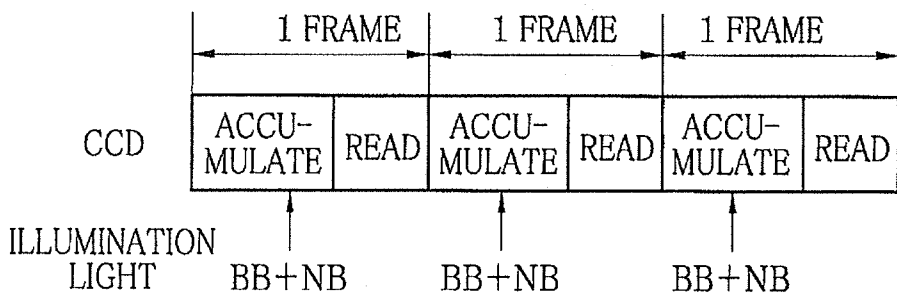 1 FRAME 1 FRAME 1 FRAME
CCD
ACCU-
MULATE
READ
ACCU-
MULATE
READ
ACCU-
MULATE
READ
ILLUMINATION
LIGHT
BB+NB BB+NB BB+NB